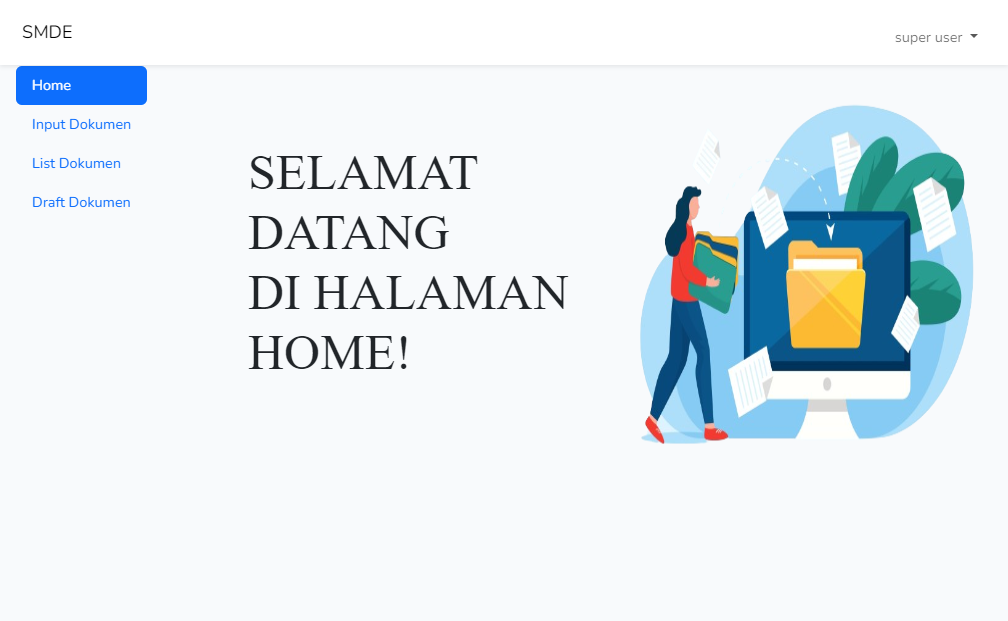 SMDE
super user
Home
Input Dokumen
List Dokumen
Draft Dokumen
SELAMAT
DATANG
DI HALAMAN
HOME!